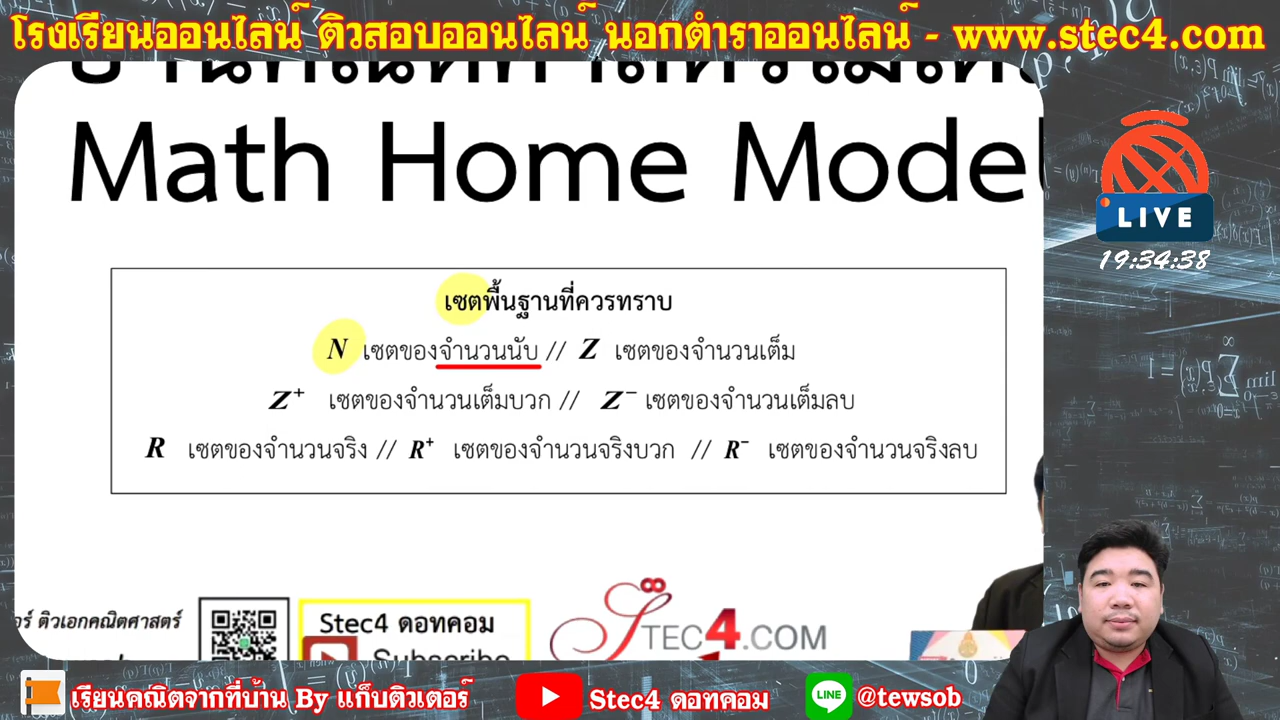 โรงเรียนออนไลน์ ติวสอบออนไลน์ นอกตำราออนไลน์ - www.stec4.com
Math Home Model
LIVE
19:34:38
เซตพื้นฐานที่ควรทราบ
N เซตของจำนวนนับ // Z เซตของจำนวนเต็ม
Z⁺ เซตของจำนวนเต็มบวก // Z⁻ เซตของจำนวนเต็มลบ
R เซตของจำนวนจริง // R⁺ เซตของจำนวนจริงบวก // R⁻ เซตของจำนวนจริงลบ
ติวเอกคณิตศาสตร์
Stec4 ดอทคอม
Subscribe
STEC4.COM
เรียนคณิตจากที่บ้าน By แก็บติวเตอร์
Stec4 ดอทคอม
LINE
@tewsob